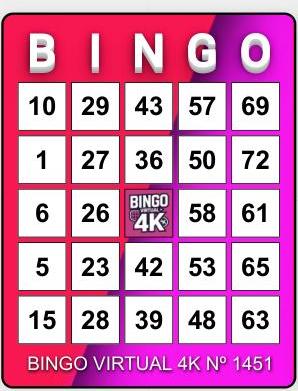 B I N G O
10 29 43 57 69
1 27 36 50 72
6 26 BINGO VIRTUAL 4K 58 61
5 23 42 53 65
15 28 39 48 63
BINGO VIRTUAL 4K Nº 1451